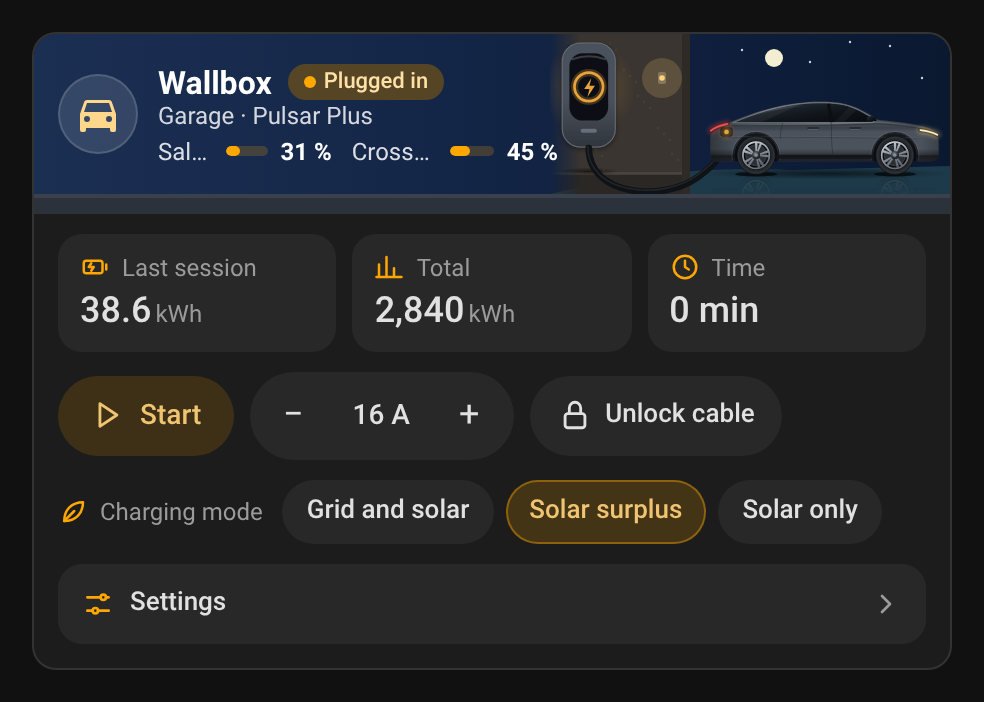 Wallbox Plugged in
Garage · Pulsar Plus
Sal... 31 % Cross... 45 %
Last session Total Time
38.6 kWh 2,840 kWh 0 min
Start − 16 A + Unlock cable
Charging mode Grid and solar Solar surplus Solar only
Settings